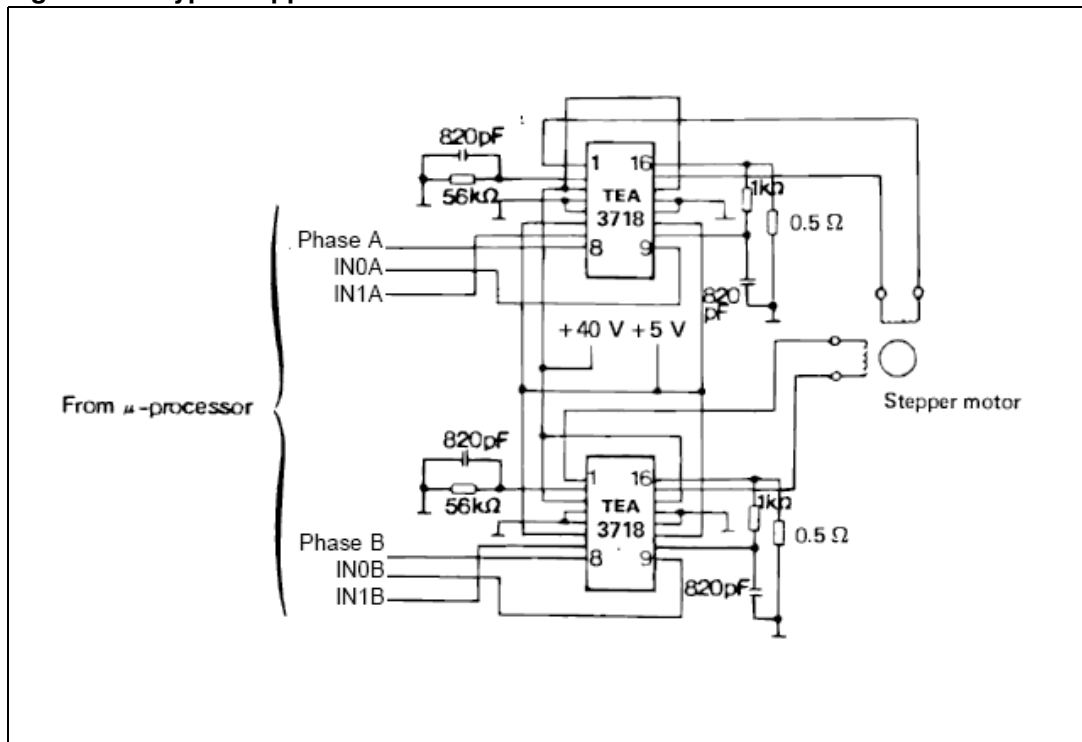 820pF
56kΩ
1 16
TEA
3718
8 9
1kΩ
0.5 Ω
820
pF
Phase A
IN0A
IN1A
+40 V +5 V
From μ-processor
Stepper motor
820pF
56kΩ
1 16
TEA
3718
8 9
1kΩ
0.5 Ω
820pF
Phase B
IN0B
IN1B